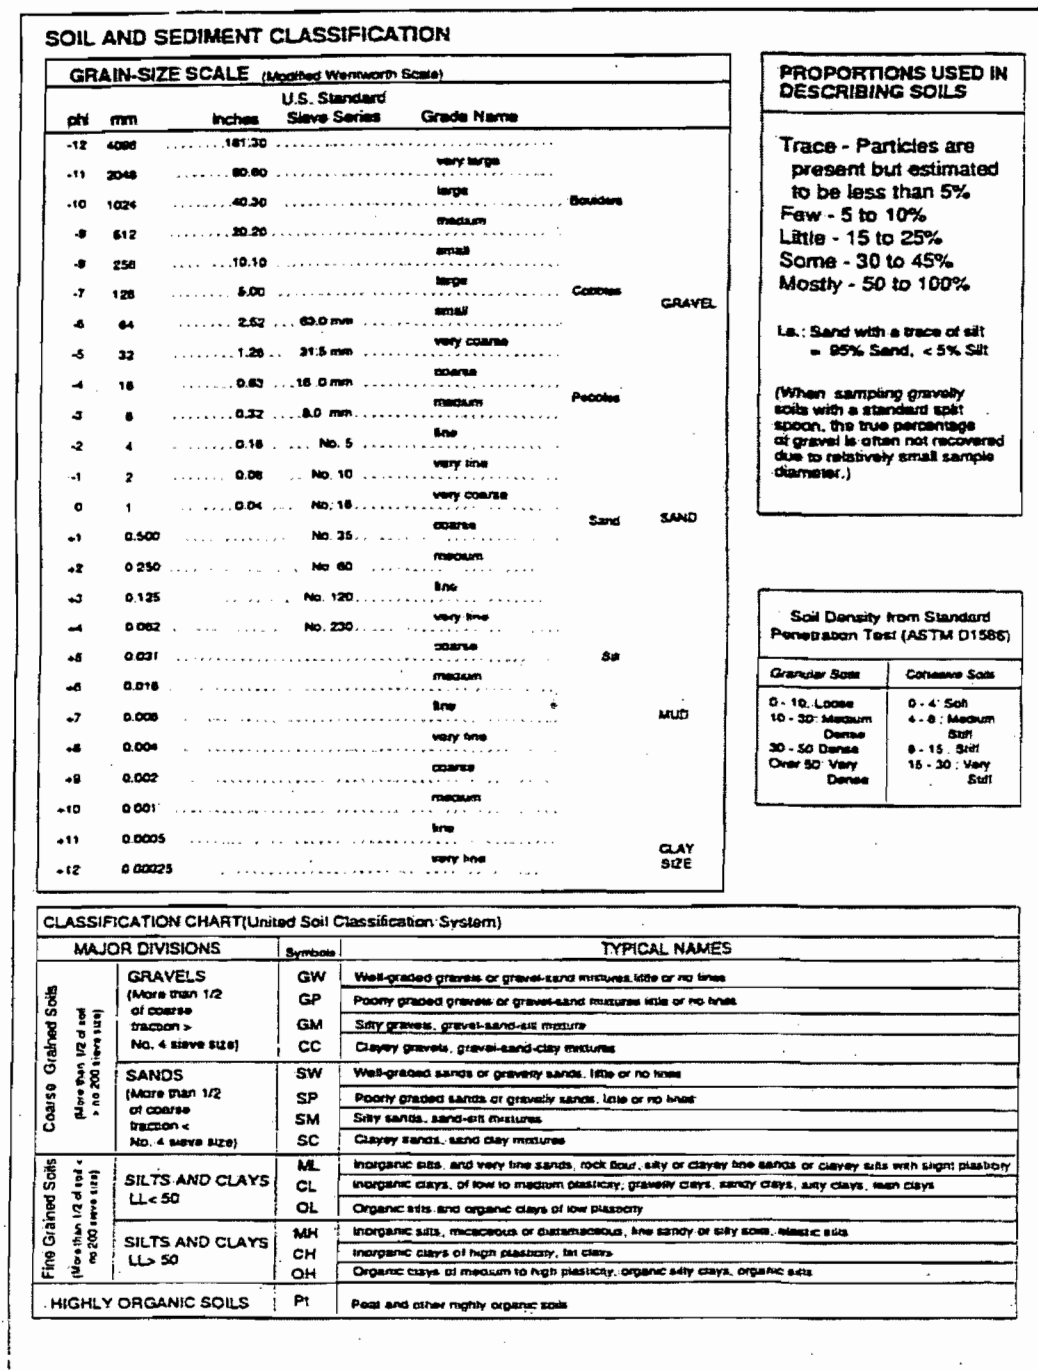 SOIL AND SEDIMENT CLASSIFICATION
GRAIN-SIZE SCALE (Modified Wentworth Scale)
U.S. Standard
phi mm inches Sieve Series Grade Name
-12 4096 ........161.30
very large
-11 2048 ........80.60
large
-10 1024 ........40.30 Boulders
medium
-9 512 ........20.20
small
-8 256 ........10.10
large
-7 128 ........5.00 Cobbles
GRAVEL
small
-6 64 ........2.52 ...63.0 mm
very coarse
-5 32 ........1.26 ...31.5 mm
coarse
-4 16 ........0.63 ...16.0 mm
medium Pebbles
-3 8 ........0.32 ...8.0 mm
fine
-2 4 ........0.16 ... No. 5
very fine
-1 2 ........0.08 ... No. 10
very coarse
0 1 ........0.04 ... No. 18
Sand SAND
coarse
+1 0.500 No. 35
medium
+2 0.250 No 60
fine
+3 0.125 No. 120
very fine
+4 0.062 No. 230
coarse
+5 0.031 Silt
medium
+6 0.016
fine
+7 0.008 MUD
very fine
+8 0.004
coarse
+9 0.002
medium
+10 0.001
fine
+11 0.0005
CLAY
SIZE
very fine
+12 0.00025
PROPORTIONS USED IN
DESCRIBING SOILS
Trace - Particles are
present but estimated
to be less than 5%
Few - 5 to 10%
Little - 15 to 25%
Some - 30 to 45%
Mostly - 50 to 100%
i.e.: Sand with a trace of silt
= 95% Sand, < 5% Silt
(When sampling gravelly
soils with a standard split
spoon, the true percentage
of gravel is often not recovered
due to relatively small sample
diameter.)
Soil Density from Standard
Penetration Test (ASTM D1586)
Granular Soils Cohesive Soils
0 - 10: Loose 0 - 4: Soft
10 - 30: Medium 4 - 8 : Medium
Dense Stiff
30 - 50 Dense 8 - 15 : Stiff
Over 50: Very 15 - 30 : Very
Dense Stiff
CLASSIFICATION CHART(United Soil Classification System)
MAJOR DIVISIONS Symbols TYPICAL NAMES
Coarse Grained Soils
(More than 1/2 of soil
> no 200 sieve size)
GRAVELS
(More than 1/2
of coarse
fraction >
No. 4 sieve size)
GW Well-graded gravels or gravel-sand mixtures, little or no fines
GP Poorly graded gravels or gravel-sand mixtures little or no fines
GM Silty gravels, gravel-sand-silt mixture
CC Clayey gravels, gravel-sand-clay mixtures
SANDS
(More than 1/2
of coarse
fraction <
No. 4 sieve size)
SW Well-graded sands or gravelly sands, little or no fines
SP Poorly graded sands or gravelly sands, little or no fines
SM Silty sands, sand-silt mixtures
SC Clayey sands, sand clay mixtures
Fine Grained Soils
(More than 1/2 of soil <
no 200 sieve size)
SILTS AND CLAYS
LL< 50
ML Inorganic silts, and very fine sands, rock flour, silty or clayey fine sands or clayey silts with slight plasticity
CL Inorganic clays, of low to medium plasticity; gravelly clays, sandy clays, silty clays, lean clays
OL Organic silts and organic clays of low plasticity
SILTS AND CLAYS
LL> 50
MH Inorganic silts, micaceous or diatomaceous, fine sandy or silty soils, elastic silts
CH Inorganic clays of high plasticity, fat clays
OH Organic clays of medium to high plasticity, organic silty clays, organic silts
HIGHLY ORGANIC SOILS Pt Peat and other highly organic soils